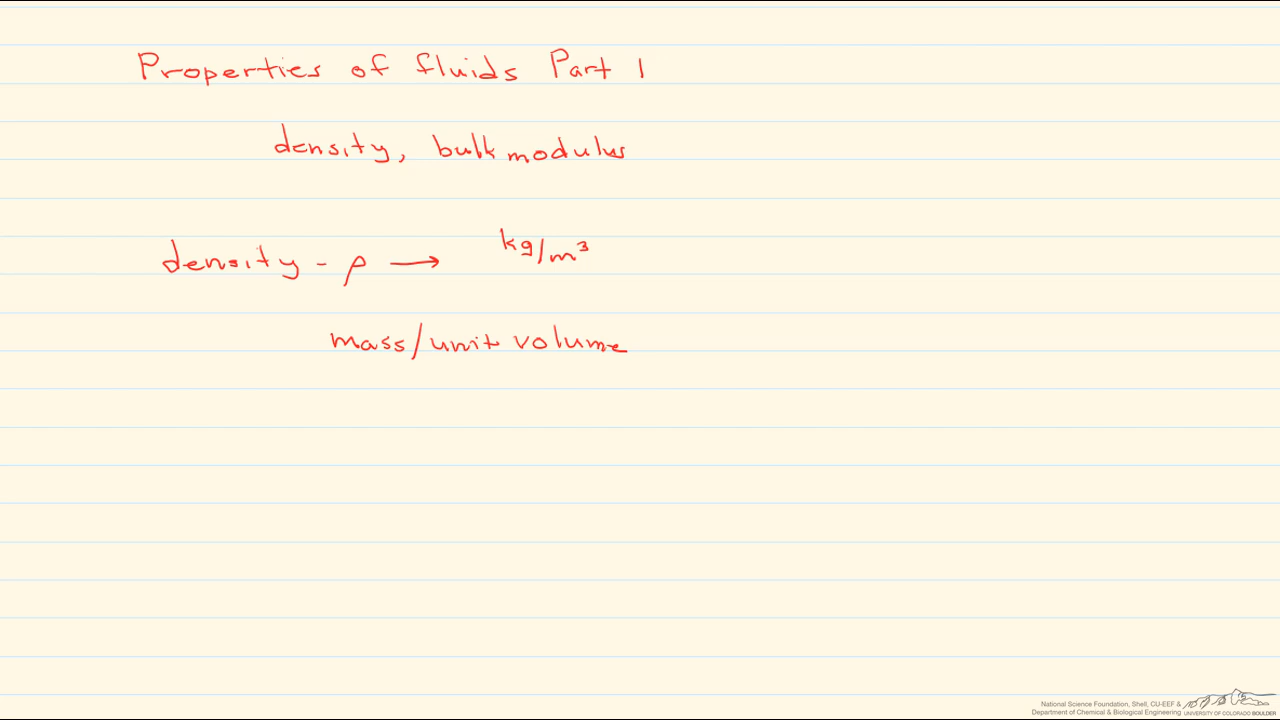 Properties of fluids Part 1
density, bulk modulus
density - ρ → kg/m³
mass/unit volume
National Science Foundation, Shell, CU-EEF &
Department of Chemical & Biological Engineering UNIVERSITY OF COLORADO BOULDER